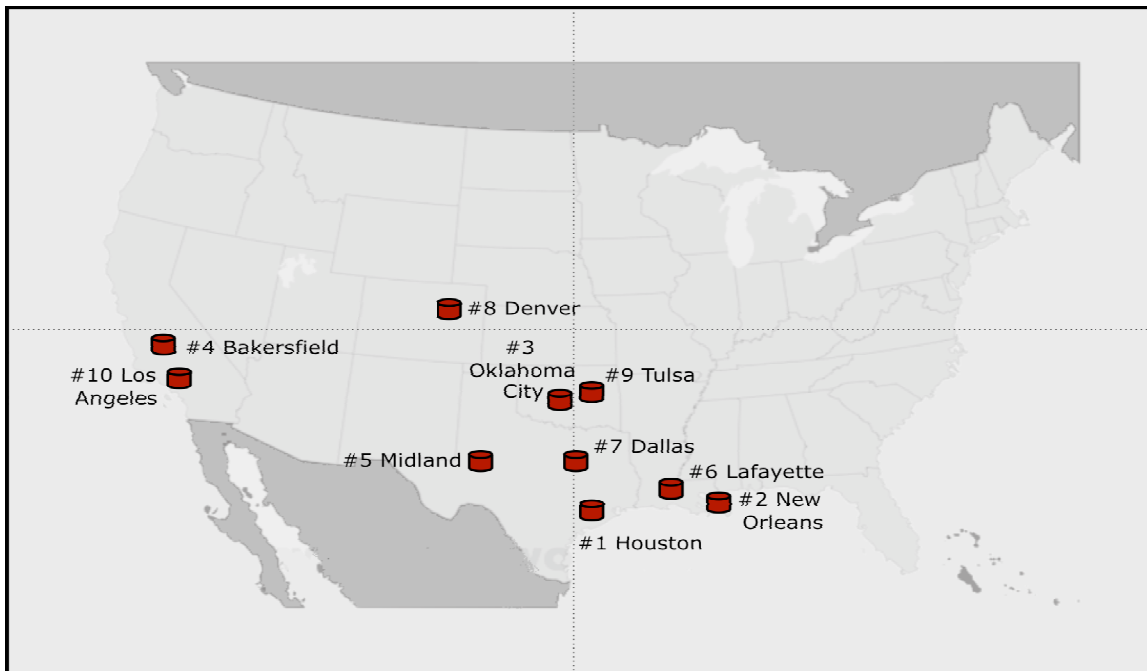 #8 Denver
#3
Oklahoma
City
#4 Bakersfield
#10 Los
Angeles
#9 Tulsa
#5 Midland
#7 Dallas
#6 Lafayette
#2 New
Orleans
#1 Houston